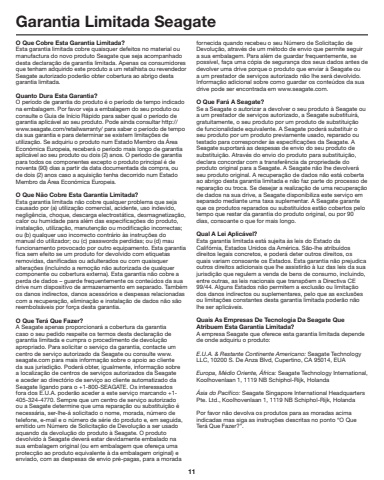 Garantia Limitada Seagate
O Que Cobre Esta Garantia Limitada?
Esta garantia limitada cobre quaisquer defeitos no material ou
manufactura do novo produto Seagate que seja acompanhado
desta declaração de garantia limitada. Apenas os consumidores
que tenham adquirido este produto a um retalhista ou revendedor
Seagate autorizado poderão obter cobertura ao abrigo desta
garantia limitada.
Quanto Dura Esta Garantia?
O período de garantia do produto é o período de tempo indicado
na embalagem. Por favor veja a embalagem do seu produto ou
consulte o Guia de Início Rápido para saber qual o período de
garantia aplicável ao seu produto. Pode ainda consultar http://
www.seagate.com/retailwarranty/ para saber o período de tempo
da sua garantia e para determinar se existem limitações de
utilização. Se adquiriu o produto num Estado Membro da Área
Económica Europeia, receberá o período mais longo de garantia
aplicável ao seu produto ou dois (2) anos. O período de garantia
para todos os componentes excepto o produto principal é de
noventa (90) dias a partir da data documentada da compra, ou
de dois (2) anos caso a aquisição tenha decorrido num Estado
Membro da Área Económica Europeia.
O Que Não Cobre Esta Garantia Limitada?
Esta garantia limitada não cobre qualquer problema que seja
causado por (a) utilização comercial, acidente, uso indevido,
negligência, choque, descarga electrostática, desmagnetização,
calor ou humidade para além das especificações do produto,
instalação, utilização, manutenção ou modificação incorrectas;
ou (b) qualquer uso incorrecto contrário às instruções do
manual do utilizador; ou (c) passwords perdidas; ou (d) mau
funcionamento provocado por outro equipamento. Esta garantia
fica sem efeito se um produto for devolvido com etiquetas
removidas, danificadas ou adulteradas ou com quaisquer
alterações (incluindo a remoção não autorizada de qualquer
componente ou cobertura externa). Esta garantia não cobre a
perda de dados – guarde frequentemente os conteúdos da sua
drive num dispositivo de armazenamento em separado. Também
os danos indirectos, danos acessórios e despesas relacionadas
com a recuperação, eliminação e instalação de dados não são
reembolsáveis por força desta garantia.
O Que Terá Que Fazer?
A Seagate apenas proporcionará a cobertura da garantia
caso o seu pedido respeite os termos desta declaração de
garantia limitada e cumpra o procedimento de devolução
apropriado. Para solicitar o serviço da garantia, contacte um
centro de serviço autorizado da Seagate ou consulte www.
seagate.com para mais informação sobre o apoio ao cliente
da sua jurisdição. Poderá obter, igualmente, informação sobre
a localização de centros de serviços autorizados da Seagate
e aceder ao directório do serviço ao cliente automatizado da
Seagate ligando para o +1-800-SEAGATE. Os interessados
fora dos E.U.A. poderão aceder a este serviço marcando +1-
405-324-4770. Sempre que um centro de serviço autorizado
ou a Seagate determine que uma reparação ou substituição é
necessária, ser-lhe-á solicitado o nome, morada, número de
telefone, e-mail e o número de série do produto e, em seguida,
emitido um Número de Solicitação de Devolução a ser usado
aquando da devolução do produto à Seagate. O produto
devolvido à Seagate deverá estar devidamente embalado na
sua embalagem original (ou em embalagem que ofereça uma
protecção ao produto equivalente à da embalagem original) e
enviado, com as despesas de envio pré-pagas, para a morada
fornecida quando recebeu o seu Número de Solicitação de
Devolução, através de um método de envio que permite seguir
a sua embalagem. Para além de guardar frequentemente, se
possível, faça uma cópia de segurança dos seus dados antes de
devolver uma drive porque o produto que enviar à Seagate ou
a um prestador de serviços autorizado não lhe será devolvido.
Informação adicional sobre como guardar os conteúdos da sua
drive pode ser encontrada em www.seagate.com.
O Que Fará A Seagate?
Se a Seagate o autorizar a devolver o seu produto à Seagate ou
a um prestador de serviços autorizado, a Seagate substituirá,
gratuitamente, o seu produto por um produto de substituição
de funcionalidade equivalente. A Seagate poderá substituir o
seu produto por um produto previamente usado, reparado ou
testado para corresponder às especificações da Seagate. A
Seagate suportará as despesas de envio do seu produto de
substituição. Através do envio do produto para substituição,
declara concordar com a transferência da propriedade do
produto original para a Seagate. A Seagate não lhe devolverá
seu produto original. A recuperação de dados não está coberta
ao abrigo desta garantia limitada e não faz parte do processo de
reparação ou troca. Se desejar a realização de uma recuperação
de dados na sua drive, a Seagate disponibiliza este serviço em
separado mediante uma taxa suplementar. A Seagate garante
que os produtos reparados ou substituídos estão cobertos pelo
tempo que restar da garantia do produto original, ou por 90
dias, consoante o que for mais longo.
Qual A Lei Aplicável?
Esta garantia limitada está sujeita às leis do Estado da
Califórnia, Estados Unidos da América. São-lhe atribuídos
direitos legais concretos, e poderá deter outros direitos, os
quais variam consoante os Estados. Esta garantia não prejudica
outros direitos adicionais que lhe assistirão à luz das leis da sua
jurisdição que regulem a venda de bens de consumo, incluindo,
entre outras, as leis nacionais que transpõem a Directiva CE
99/44. Alguns Estados não permitem a exclusão ou limitação
dos danos indirectos ou suplementares, pelo que as exclusões
ou limitações constantes desta garantia limitada poderão não
lhe ser aplicáveis.
Quais As Empresas De Tecnologia Da Seagate Que
Atribuem Esta Garantia Limitada?
A empresa Seagate que oferece esta garantia limitada depende
de onde adquiriu o produto:
E.U.A. & Restante Continente Americano: Seagate Technology
LLC, 10200 S. De Anza Blvd, Cupertino, CA 95014, EUA
Europa, Médio Oriente, África: Seagate Technology International,
Koolhovenlaan 1, 1119 NB Schiphol-Rijk, Holanda
Ásia do Pacífico: Seagate Singapore International Headquarters
Pte. Ltd., Koolhovenlaan 1, 1119 NB Schiphol-Rijk, Holanda
Por favor não devolva os produtos para as moradas acima
indicadas mas siga as instruções descritas no ponto "O Que
Terá Que Fazer?".
11